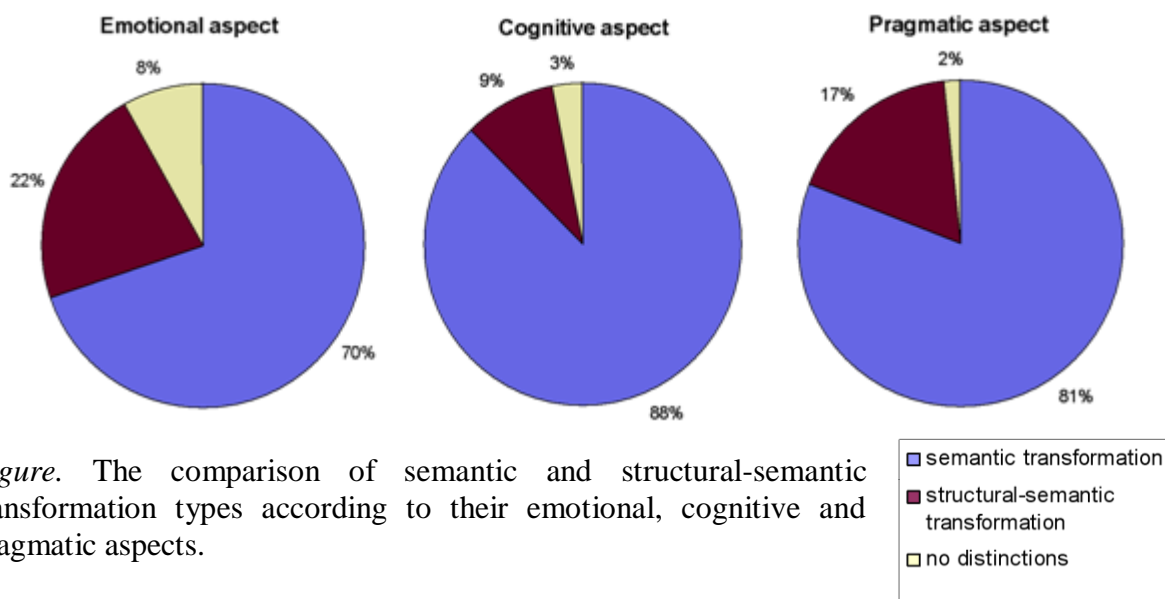 Emotional aspect
Cognitive aspect
Pragmatic aspect
8%
22%
70%
3%
9%
88%
2%
17%
81%
gure. The comparison of semantic and structural-semantic
ansformation types according to their emotional, cognitive and
agmatic aspects.
semantic transformation
structural-semantic
transformation
no distinctions